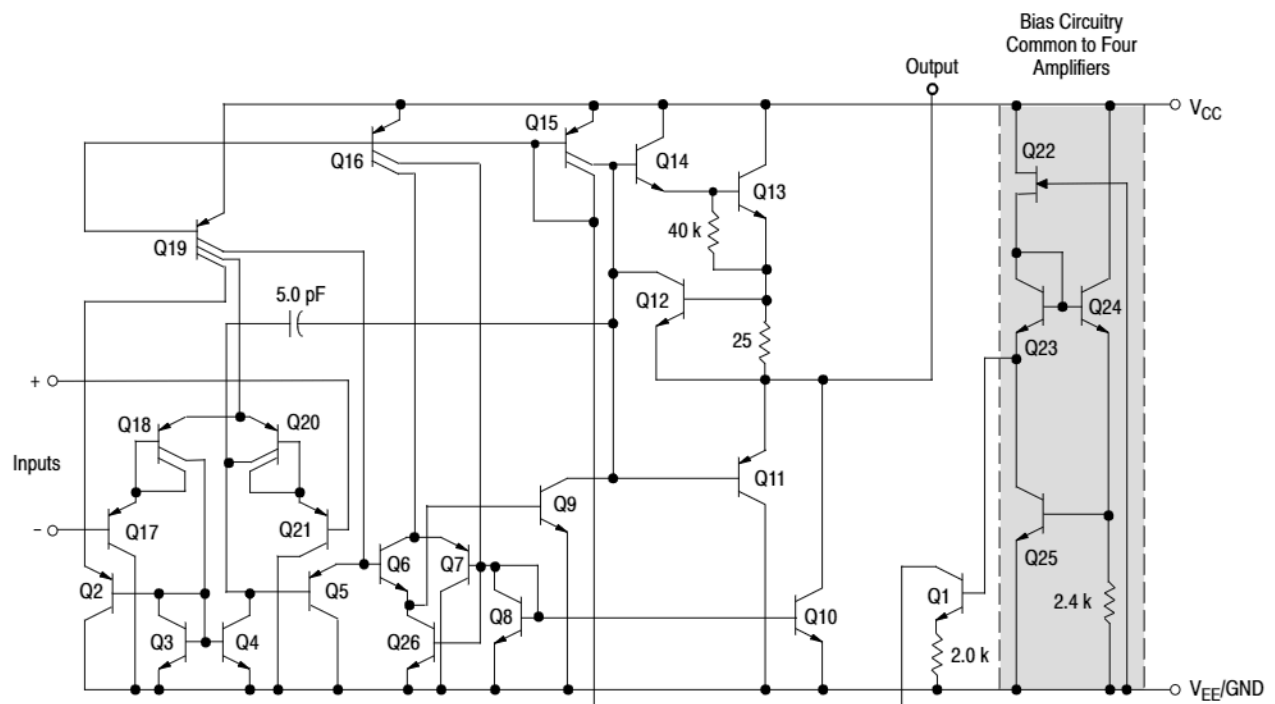 Bias Circuitry
Common to Four
Amplifiers
Output
VCC
Q15
Q16
Q14
Q22
Q13
Q19
40 k
5.0 pF
Q12
Q24
25
Q23
+
Q18
Q20
Inputs
Q11
Q9
−
Q17
Q21
Q25
Q6
Q7
Q2
Q5
Q1
2.4 k
Q8
Q10
Q3
Q4
Q26
2.0 k
VEE/GND